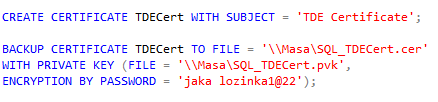 CREATE CERTIFICATE TDECert WITH SUBJECT = 'TDE Certificate';
BACKUP CERTIFICATE TDECert TO FILE = '\\Masa\SQL_TDECert.cer'
WITH PRIVATE KEY (FILE = '\\Masa\SQL_TDECert.pvk',
ENCRYPTION BY PASSWORD = 'jaka lozinka1@22');